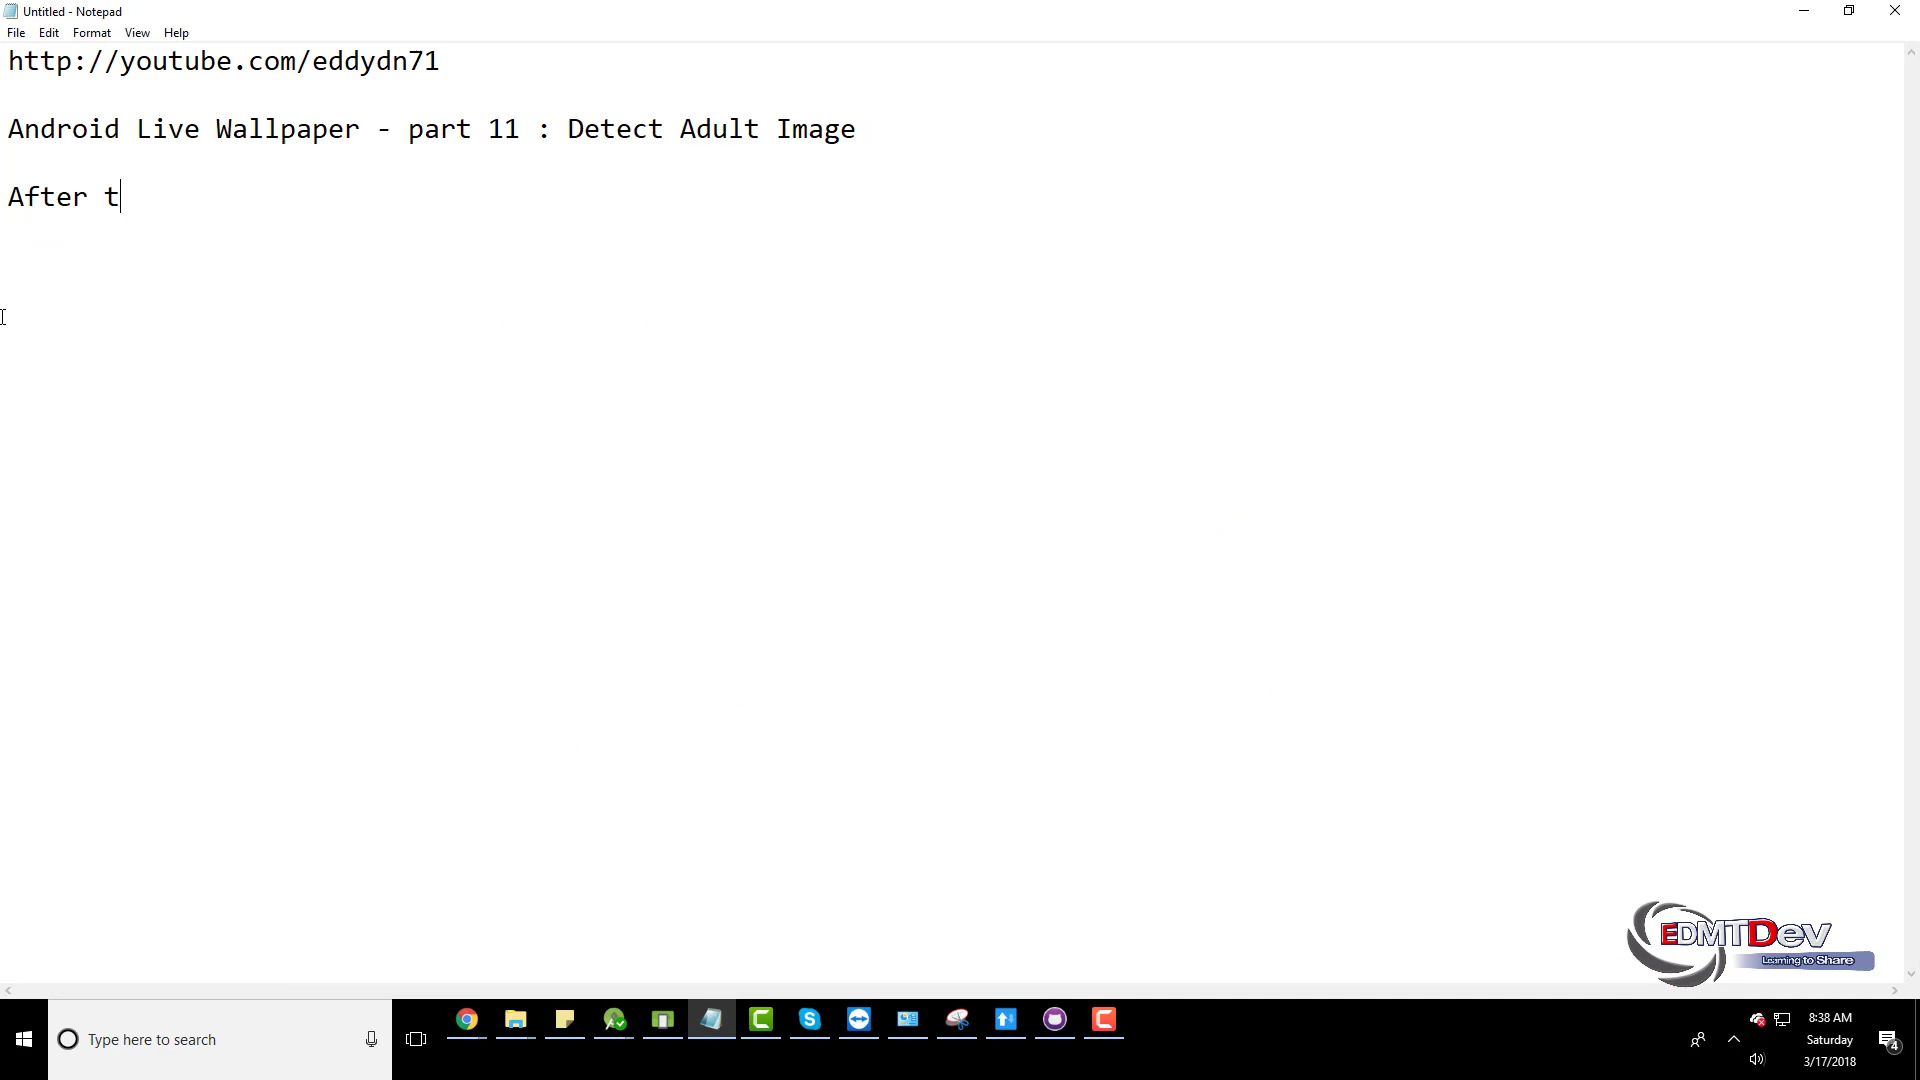 Untitled - Notepad
File Edit Format View Help
http://youtube.com/eddydn71
Android Live Wallpaper - part 11 : Detect Adult Image
After t
EDMTDev
Learning to Share
Type here to search
8:38 AM
Saturday
3/17/2018
4